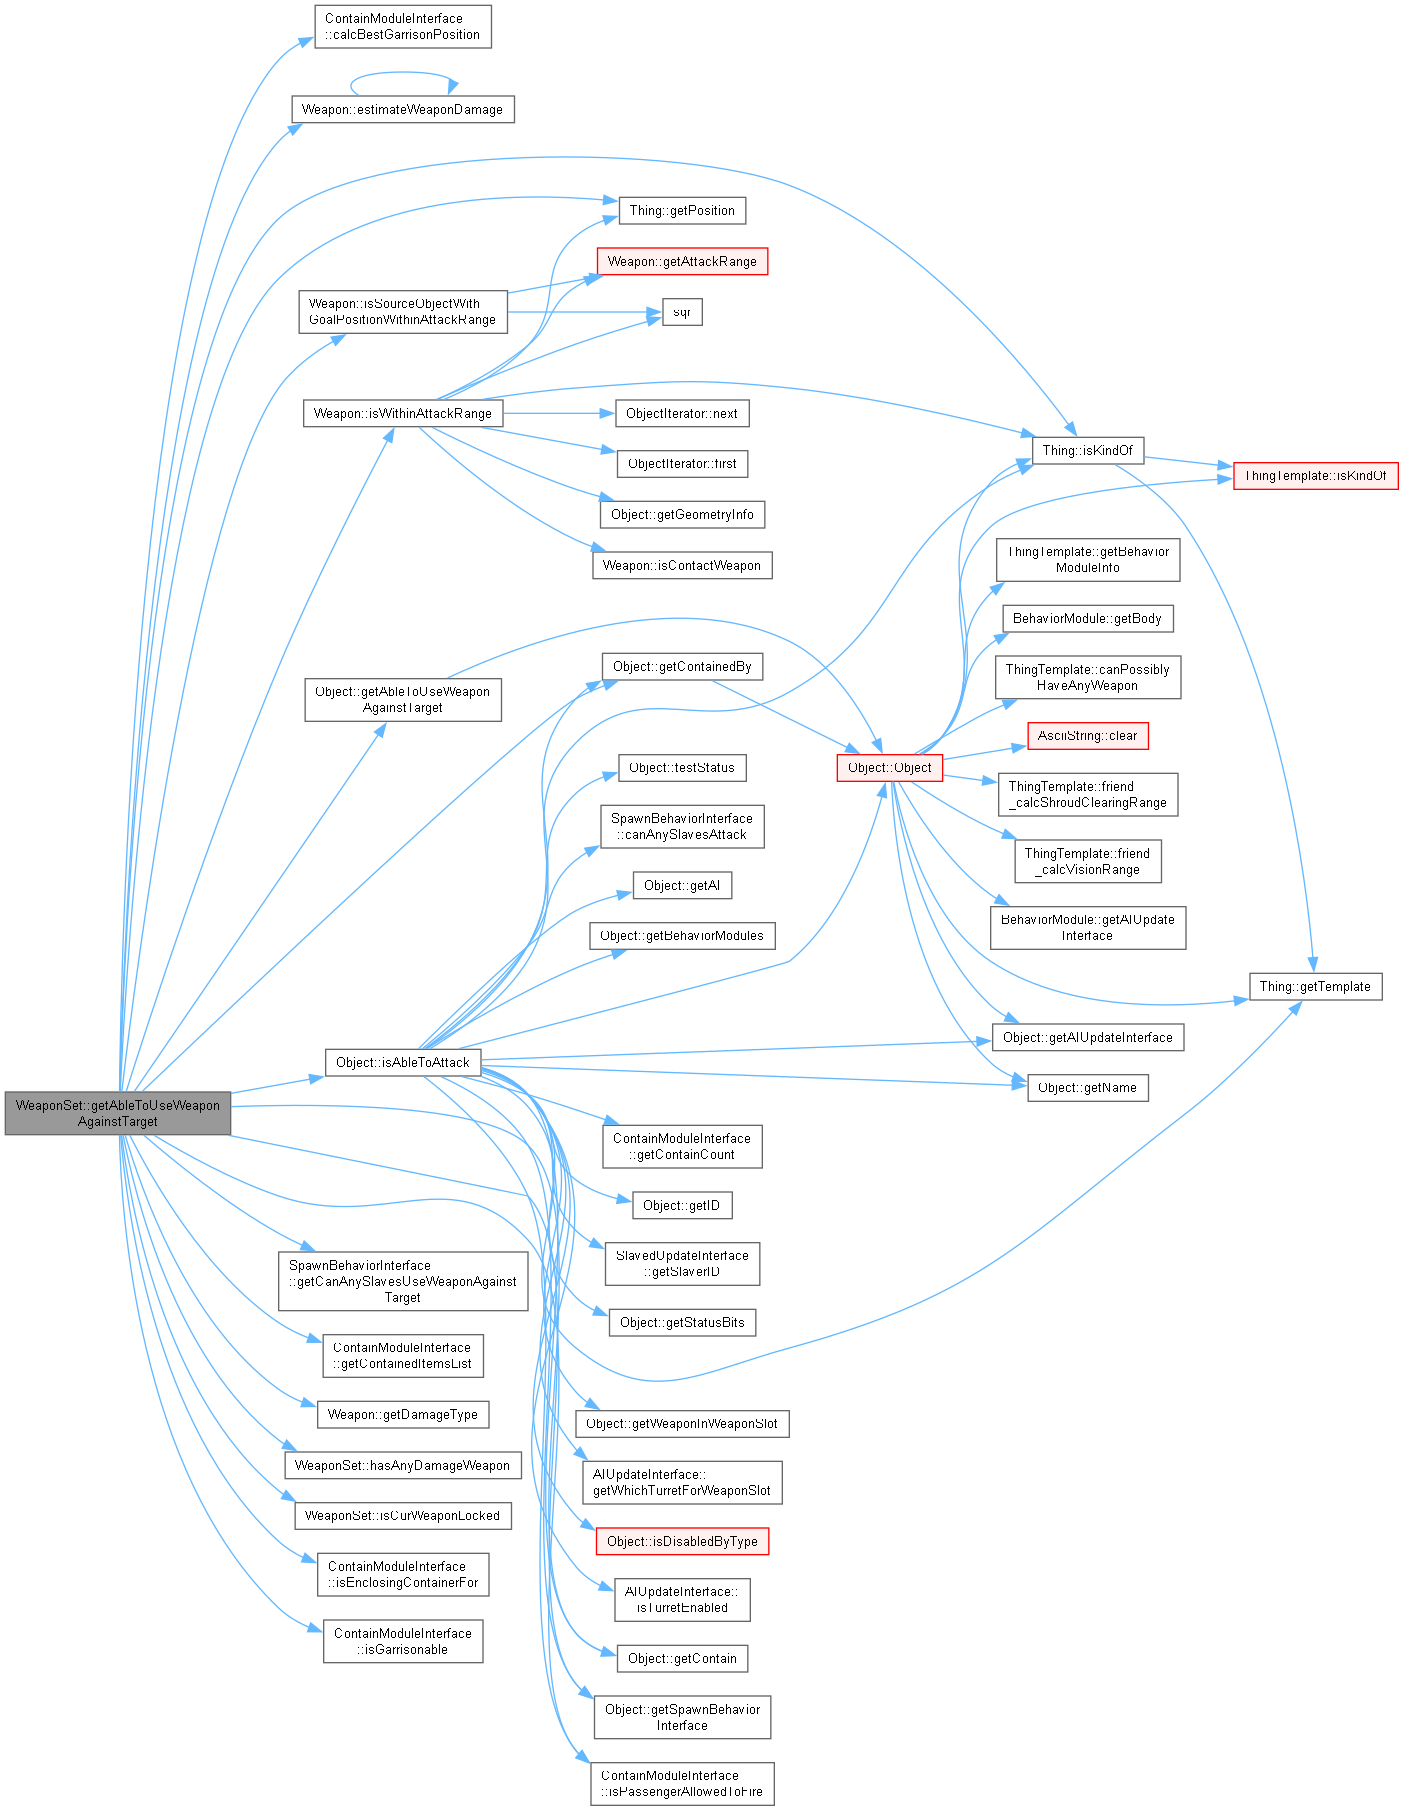 ContainModuleInterface
::calcBestGarrisonPosition
Weapon::estimateWeaponDamage
Thing::getPosition
Weapon::getAttackRange
Weapon::isSourceObjectWith
GoalPositionWithinAttackRange
sqr
Weapon::isWithinAttackRange
ObjectIterator::next
ObjectIterator::first
Object::getGeometryInfo
Weapon::isContactWeapon
Thing::isKindOf
ThingTemplate::isKindOf
ThingTemplate::getBehavior
ModuleInfo
BehaviorModule::getBody
ThingTemplate::canPossibly
HaveAnyWeapon
AsciiString::clear
Object::Object
ThingTemplate::friend
_calcShroudClearingRange
ThingTemplate::friend
_calcVisionRange
BehaviorModule::getAIUpdate
Interface
Thing::getTemplate
Object::getAIUpdateInterface
Object::getName
Object::getAbleToUseWeapon
AgainstTarget
Object::getContainedBy
Object::testStatus
SpawnBehaviorInterface
::canAnySlavesAttack
Object::getAI
Object::getBehaviorModules
Object::isAbleToAttack
WeaponSet::getAbleToUseWeapon
AgainstTarget
ContainModuleInterface
::getContainCount
Object::getID
SlavedUpdateInterface
::getSlaverID
Object::getStatusBits
SpawnBehaviorInterface
::getCanAnySlavesUseWeaponAgainst
Target
ContainModuleInterface
::getContainedItemsList
Weapon::getDamageType
WeaponSet::hasAnyDamageWeapon
WeaponSet::isCurWeaponLocked
ContainModuleInterface
::isEnclosingContainerFor
ContainModuleInterface
::isGarrisonable
Object::getWeaponInWeaponSlot
AIUpdateInterface::
getWhichTurretForWeaponSlot
Object::isDisabledByType
AIUpdateInterface::
isTurretEnabled
Object::getContain
Object::getSpawnBehavior
Interface
ContainModuleInterface
::isPassengerAllowedToFire